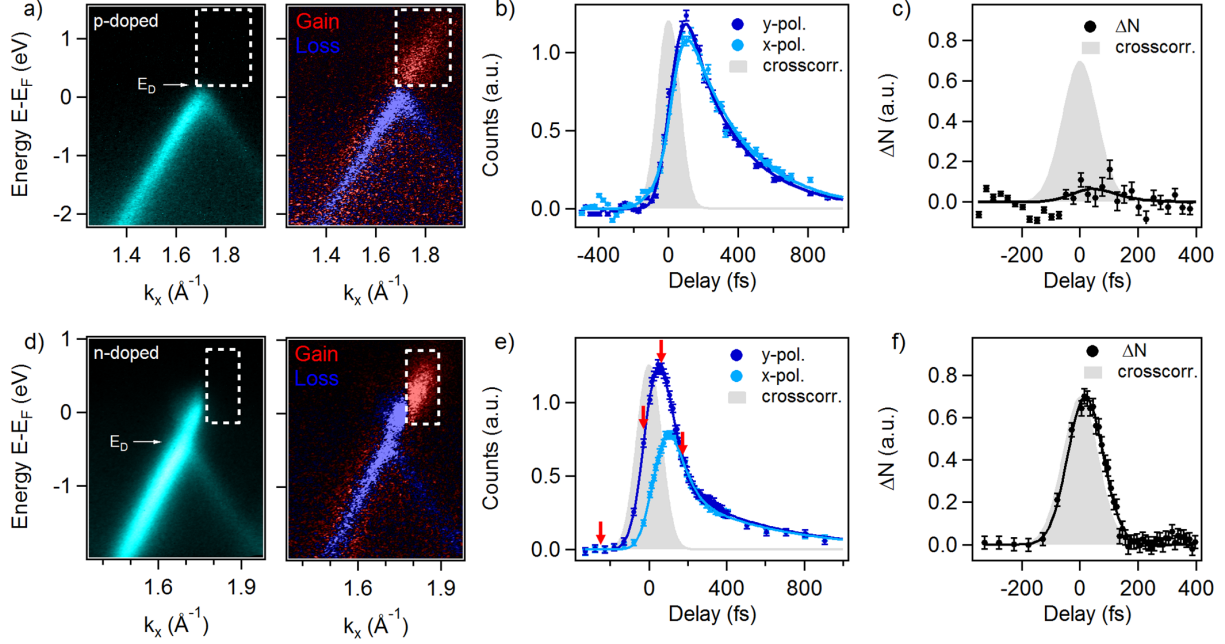 a)
p-doped
Gain
Loss
E_D
Energy E-E_F (eV)
1
0
-1
-2
1.4
1.6
1.8
1.4
1.6
1.8
k_x (Å⁻¹)
k_x (Å⁻¹)
b)
y-pol.
x-pol.
crosscorr.
Counts (a.u.)
1.0
0.5
0.0
-400
0
400
800
Delay (fs)
c)
ΔN
crosscorr.
ΔN (a.u.)
0.8
0.6
0.4
0.2
0.0
-200
0
200
400
Delay (fs)
d)
n-doped
Gain
Loss
E_D
Energy E-E_F (eV)
1
0
-1
1.6
1.9
1.6
1.9
k_x (Å⁻¹)
k_x (Å⁻¹)
e)
y-pol.
x-pol.
crosscorr.
Counts (a.u.)
1.0
0.5
0.0
0
400
800
Delay (fs)
f)
ΔN
crosscorr.
ΔN (a.u.)
0.8
0.6
0.4
0.2
0.0
-200
0
200
400
Delay (fs)